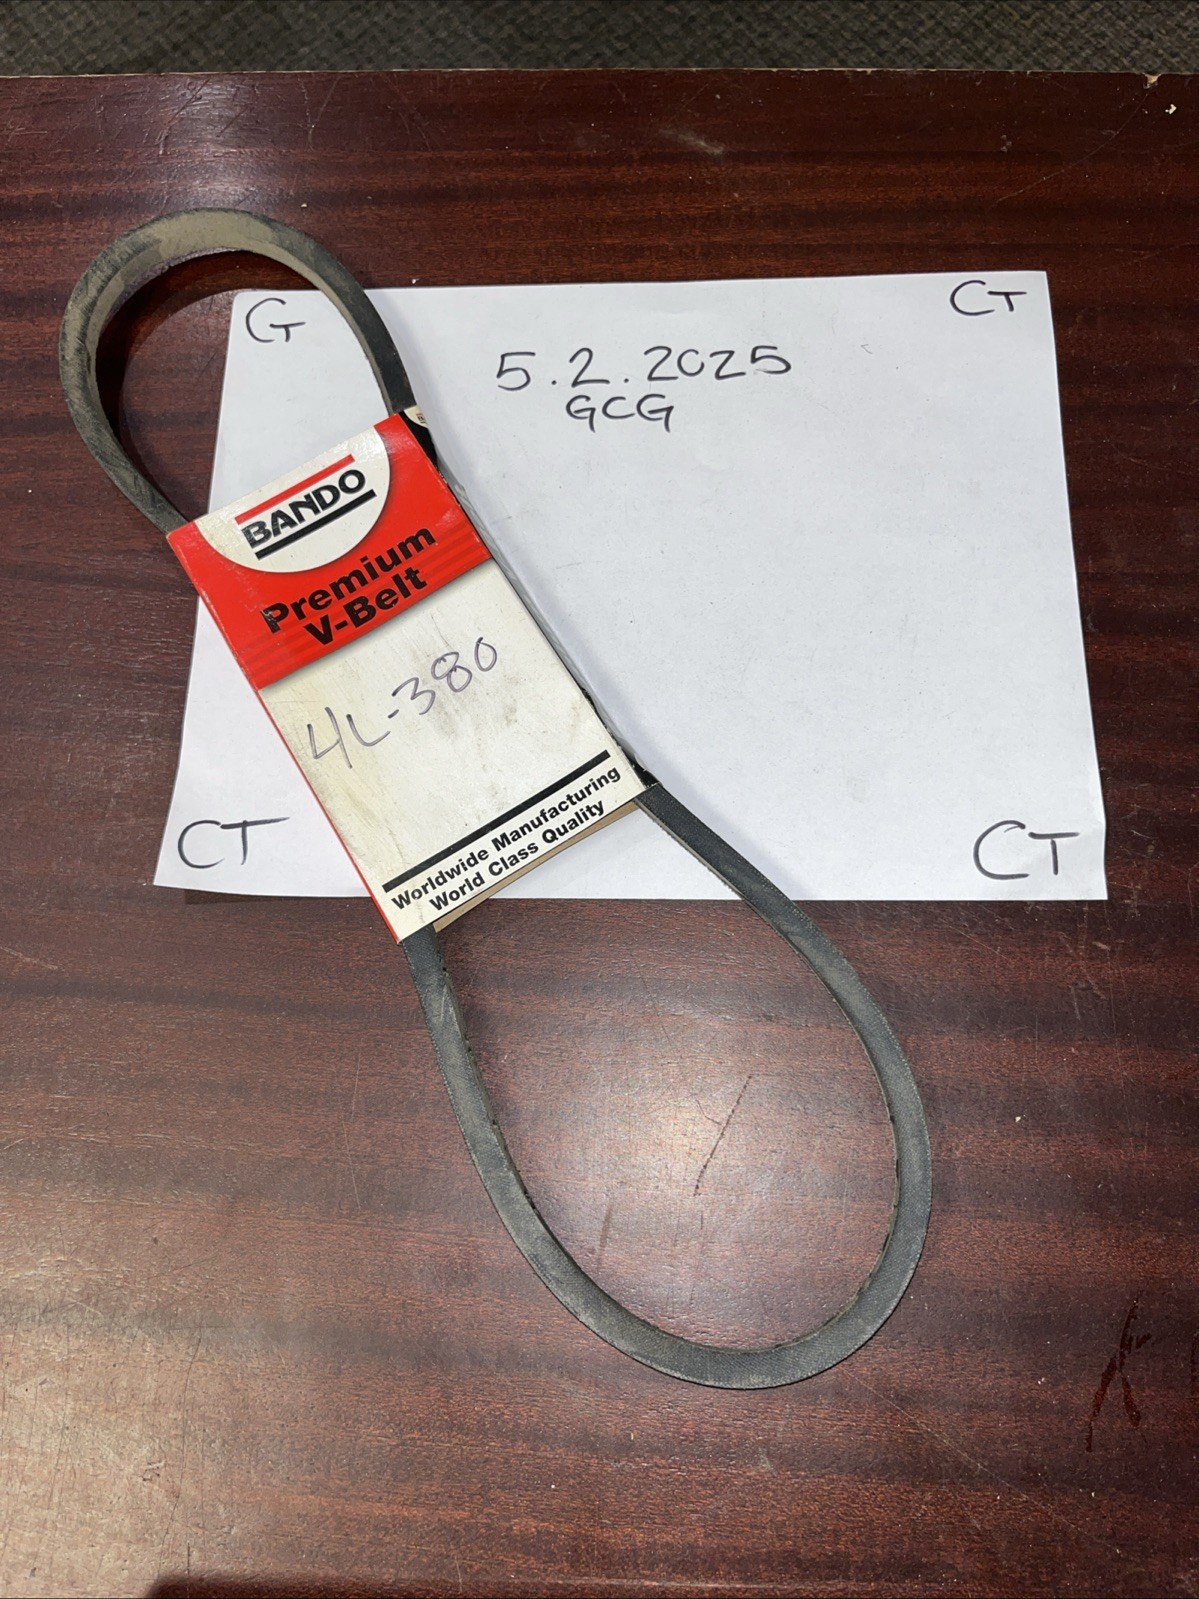 G
CT
5.2.2025
GCG
BANDO
Premium
V-Belt
4L-380
Worldwide Manufacturing
World Class Quality
CT
CT